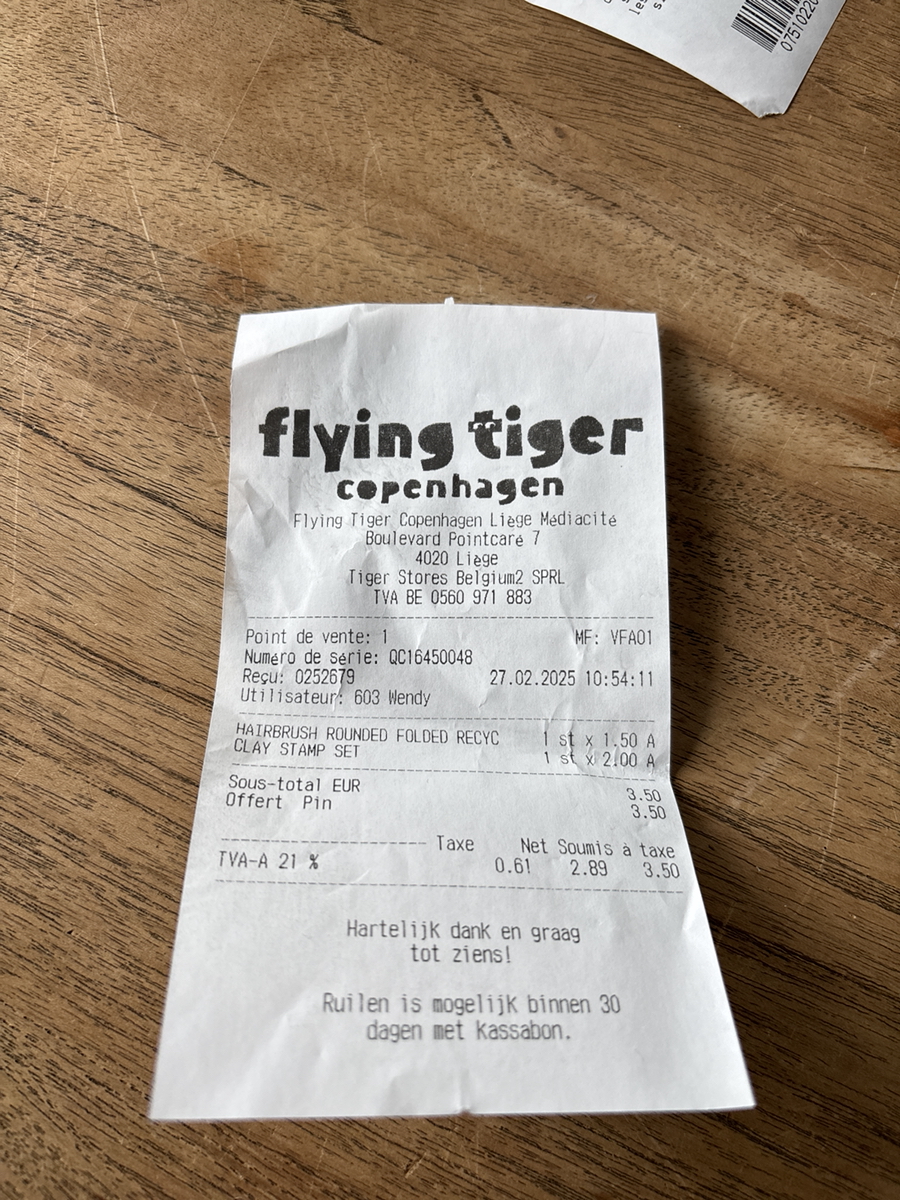 flying tiger
copenhagen
Flying Tiger Copenhagen Liège Médiacité
Boulevard Pointcaré 7
4020 Liège
Tiger Stores Belgium2 SPRL
TVA BE 0560 971 883
Point de vente: 1 MF: VFA01
Numéro de série: QC16450048
Reçu: 0252679 27.02.2025 10:54:11
Utilisateur: 603 Wendy
HAIRBRUSH ROUNDED FOLDED RECYC 1 st x 1.50 A
CLAY STAMP SET 1 st x 2.00 A
Sous-total EUR 3.50
Offert Pin 3.50
Taxe Net Soumis à taxe
TVA-A 21 % 0.61 2.89 3.50
Hartelijk dank en graag
tot ziens!
Ruilen is mogelijk binnen 30
dagen met kassabon.